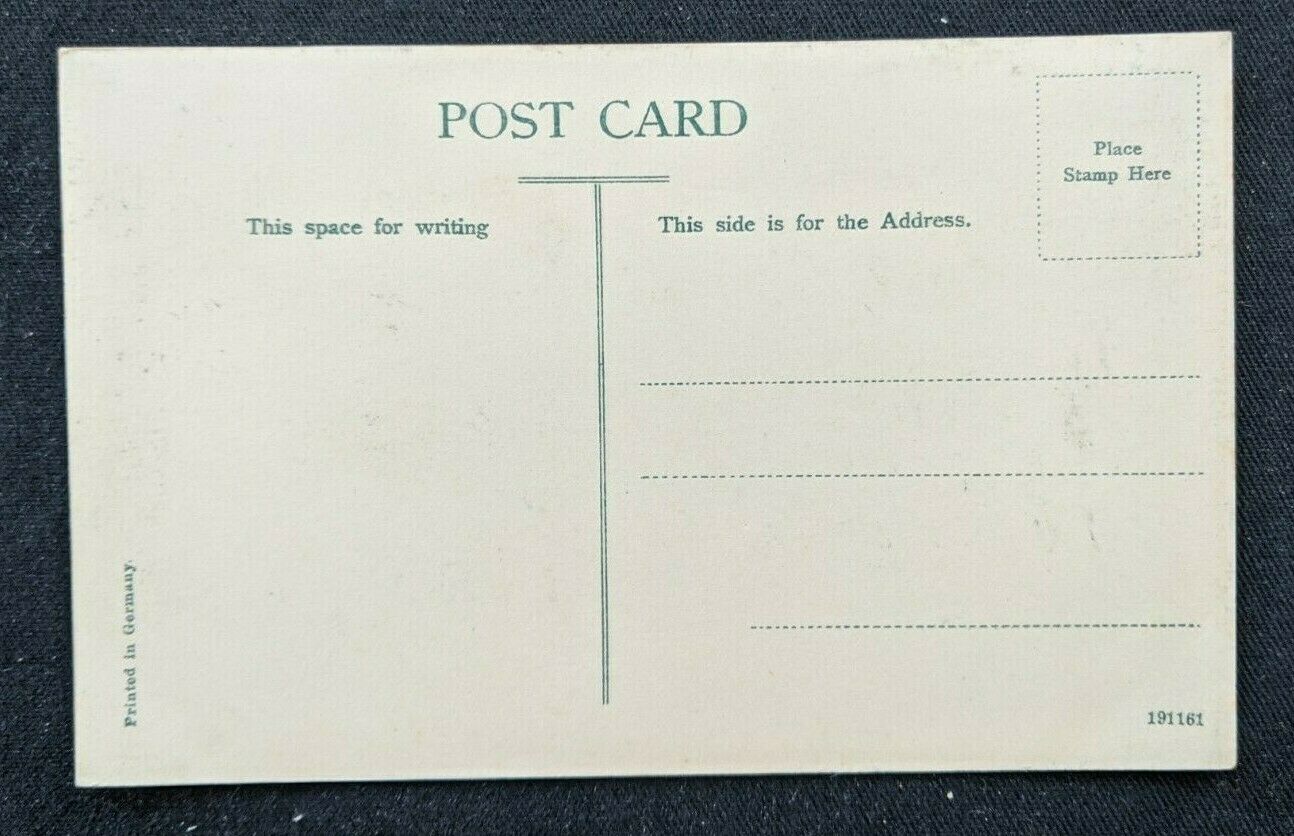 POST CARD
Place
Stamp Here
This space for writing
This side is for the Address.
Printed in Germany.
191161